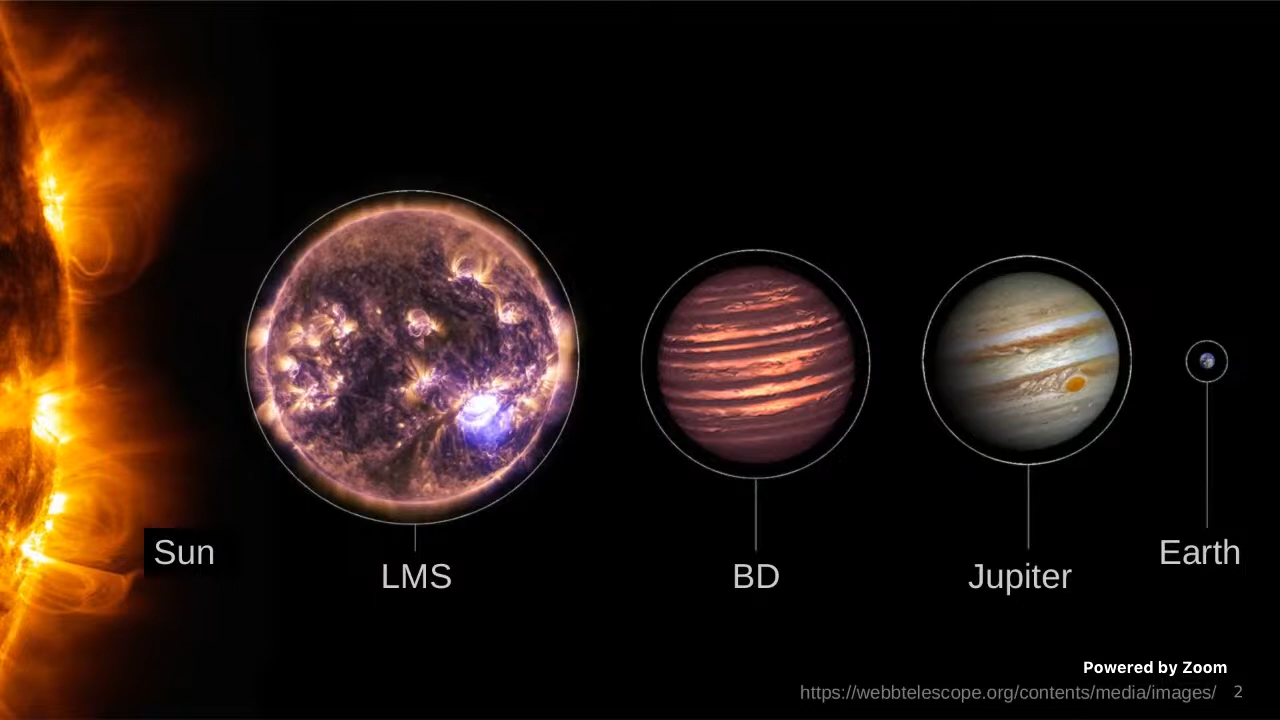 Sun
LMS
BD
Jupiter
Earth
Powered by Zoom
https://webbtelescope.org/contents/media/images/ 2